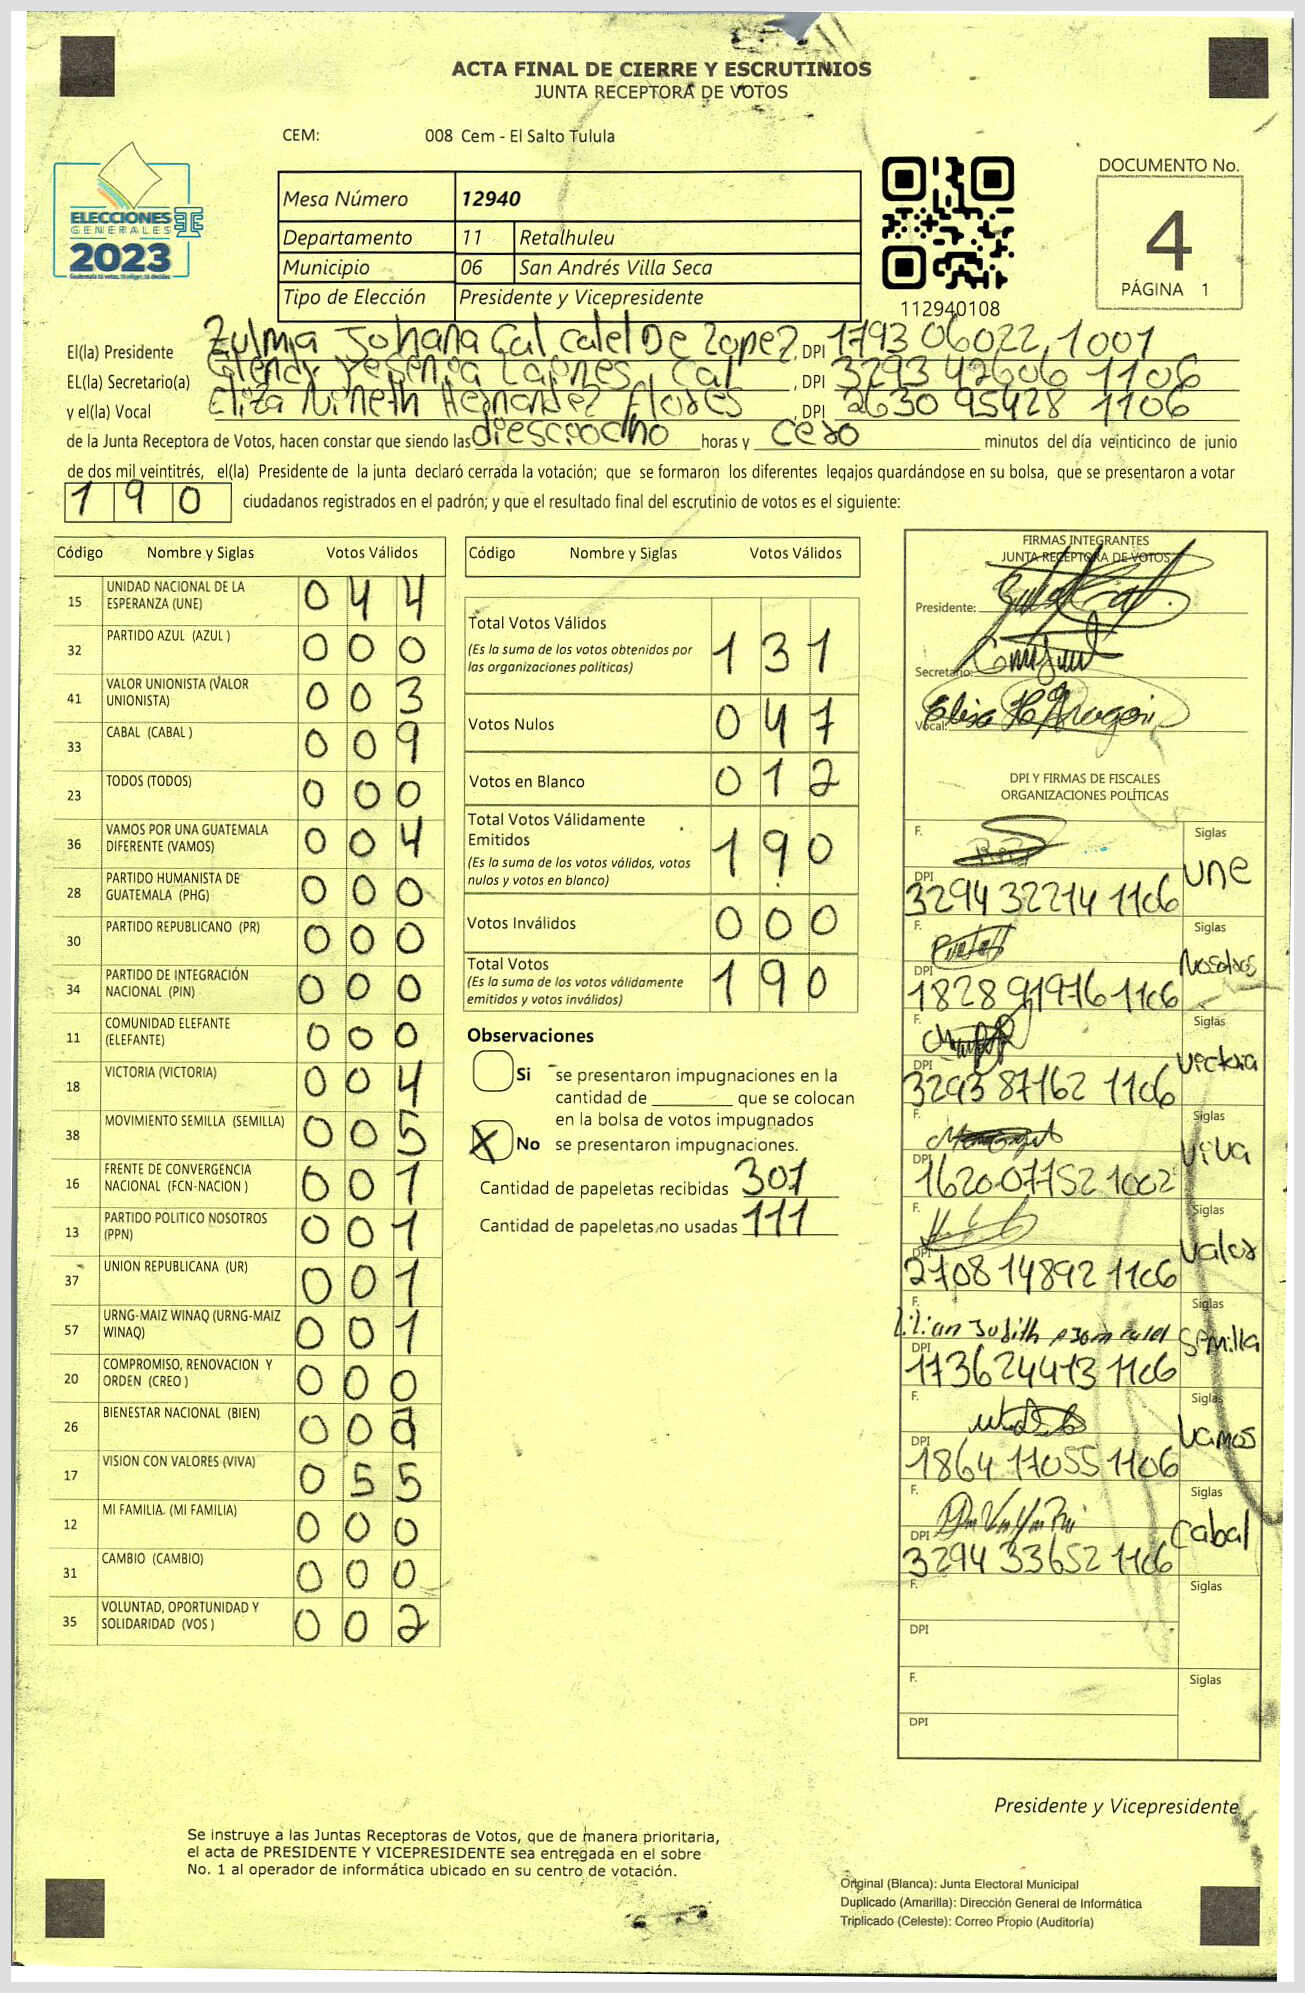 ACTA FINAL DE CIERRE Y ESCRUTINIOS
JUNTA RECEPTORA DE VOTOS
CEM: 008 Cem - El Salto Tulula
ELECCIONES
GENERALES
2023
Mesa Número 12940
Departamento 11 Retalhuleu
Municipio 06 San Andrés Villa Seca
Tipo de Elección Presidente y Vicepresidente
112940108
DOCUMENTO No.
4
PÁGINA 1
El(la) Presidente Zulma Johana Cal Calel De Lopez, DPI 1793 06022 1001
EL(la) Secretario(a) Glendy Yesenia Laines Cal, DPI 3293 42606 1106
y el(la) Vocal Eliza Nineth Hernandez Flores, DPI 2630 95428 1106
de la Junta Receptora de Votos, hacen constar que siendo las diesciocho horas y cero minutos del día veinticinco de junio
de dos mil veintitrés, el(la) Presidente de la junta declaró cerrada la votación; que se formaron los diferentes legajos guardándose en su bolsa, que se presentaron a votar
190 ciudadanos registrados en el padrón; y que el resultado final del escrutinio de votos es el siguiente:
Código Nombre y Siglas Votos Válidos
15 UNIDAD NACIONAL DE LA ESPERANZA (UNE) 0 4 4
32 PARTIDO AZUL (AZUL ) 0 0 0
41 VALOR UNIONISTA (VALOR UNIONISTA) 0 0 3
33 CABAL (CABAL ) 0 0 9
23 TODOS (TODOS) 0 0 0
36 VAMOS POR UNA GUATEMALA DIFERENTE (VAMOS) 0 0 4
28 PARTIDO HUMANISTA DE GUATEMALA (PHG) 0 0 0
30 PARTIDO REPUBLICANO (PR) 0 0 0
34 PARTIDO DE INTEGRACIÓN NACIONAL (PIN) 0 0 0
11 COMUNIDAD ELEFANTE (ELEFANTE) 0 0 0
18 VICTORIA (VICTORIA) 0 0 4
38 MOVIMIENTO SEMILLA (SEMILLA) 0 0 5
16 FRENTE DE CONVERGENCIA NACIONAL (FCN-NACION ) 0 0 1
13 PARTIDO POLITICO NOSOTROS (PPN) 0 0 1
37 UNION REPUBLICANA (UR) 0 0 1
57 URNG-MAIZ WINAQ (URNG-MAIZ WINAQ) 0 0 1
20 COMPROMISO, RENOVACION Y ORDEN (CREO ) 0 0 0
26 BIENESTAR NACIONAL (BIEN) 0 0
17 VISION CON VALORES (VIVA) 0 5 5
12 MI FAMILIA. (MI FAMILIA) 0 0 0
31 CAMBIO (CAMBIO) 0 0 0
35 VOLUNTAD, OPORTUNIDAD Y SOLIDARIDAD (VOS ) 0 0 2
Código Nombre y Siglas Votos Válidos
Total Votos Válidos 1 3 1
(Es la suma de los votos obtenidos por
las organizaciones políticas)
Votos Nulos 0 4 7
Votos en Blanco 0 1 2
Total Votos Válidamente
Emitidos 1 9 0
(Es la suma de los votos válidos, votos
nulos y votos en blanco)
Votos Inválidos 0 0 0
Total Votos 1 9 0
(Es la suma de los votos válidamente
emitidos y votos inválidos)
Observaciones
Si se presentaron impugnaciones en la
cantidad de que se colocan
en la bolsa de votos impugnados
X No se presentaron impugnaciones.
Cantidad de papeletas recibidas 301
Cantidad de papeletas no usadas 111
FIRMAS INTEGRANTES
JUNTA RECEPTORA DE VOTOS
Presidente:
Secretario:
Vocal: Elisa H Aragon
DPI Y FIRMAS DE FISCALES
ORGANIZACIONES POLÍTICAS
F. Siglas
DPI 3294 32214 1106 une
F. Siglas
DPI 1828 91976 1106 Nosotros
F. Siglas
DPI 3293 87162 1106 Victoria
F. Siglas
DPI 1620 07752 1002 viva
F. Siglas
DPI 2708 14892 1106 valor
F. Lilian Judith Siglas
DPI 1736 24413 1106 Semilla
F. Siglas
DPI 1864 17055 1106 Vamos
F. Siglas
DPI 3294 33652 1106 Cabal
F. Siglas
DPI
F. Siglas
DPI
Presidente y Vicepresidente
Se instruye a las Juntas Receptoras de Votos, que de manera prioritaria,
el acta de PRESIDENTE Y VICEPRESIDENTE sea entregada en el sobre
No. 1 al operador de informática ubicado en su centro de votación.
Original (Blanca): Junta Electoral Municipal
Duplicado (Amarilla): Dirección General de Informática
Triplicado (Celeste): Correo Propio (Auditoría)